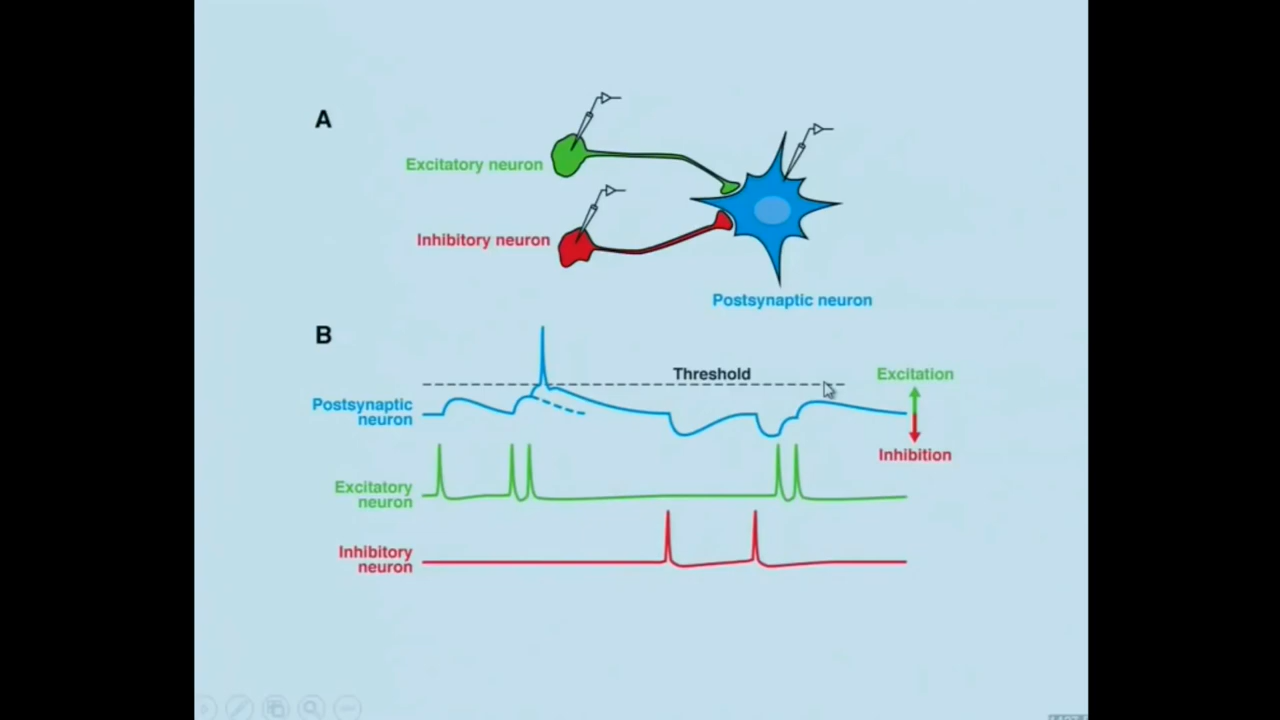 A
Excitatory neuron
Inhibitory neuron
Postsynaptic neuron
B
Threshold
Excitation
Postsynaptic
neuron
Inhibition
Excitatory
neuron
Inhibitory
neuron